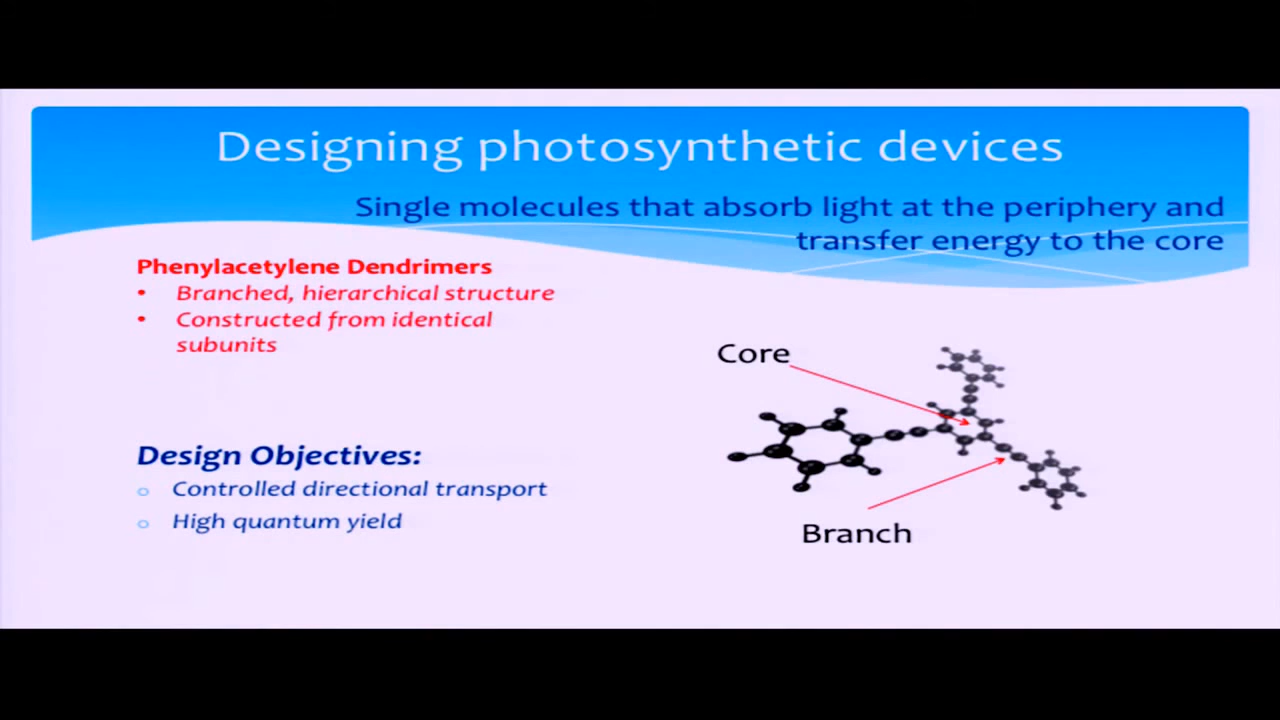 Designing photosynthetic devices
Single molecules that absorb light at the periphery and
transfer energy to the core
Phenylacetylene Dendrimers
• Branched, hierarchical structure
• Constructed from identical
subunits
Core
Design Objectives:
o Controlled directional transport
o High quantum yield
Branch